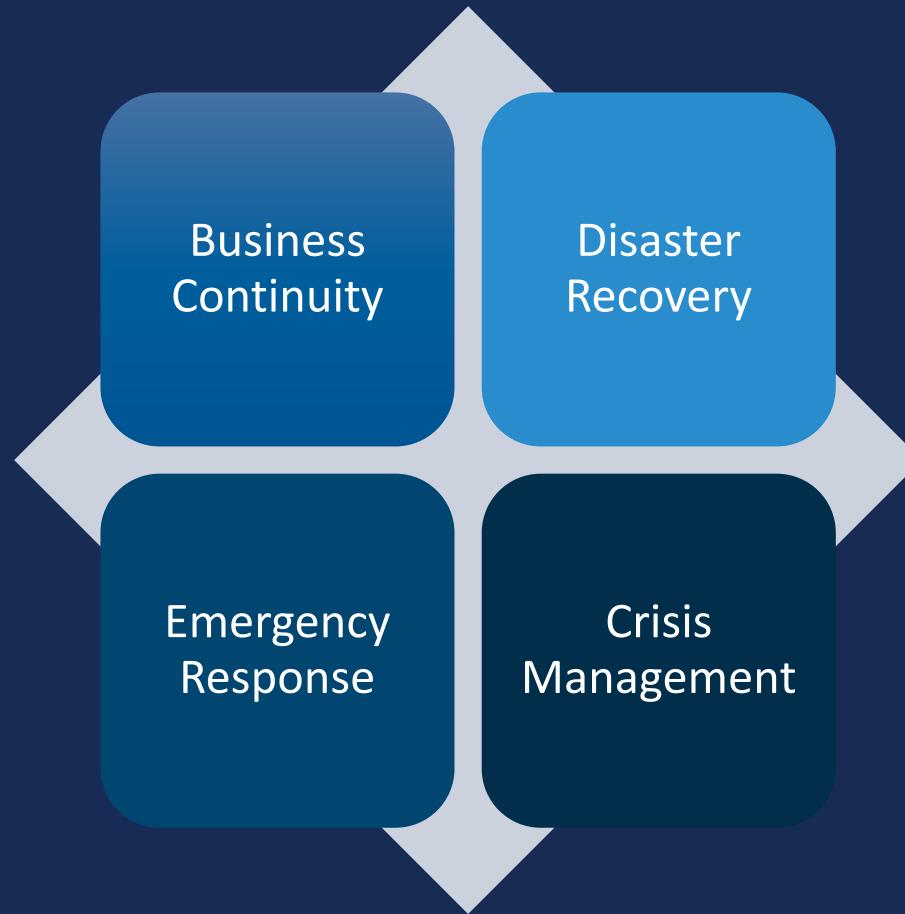 Business
Continuity
Disaster
Recovery
Emergency
Response
Crisis
Management